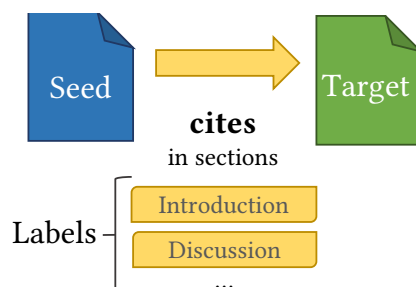 Seed
Target
cites
in sections
Labels
Introduction
Discussion
...